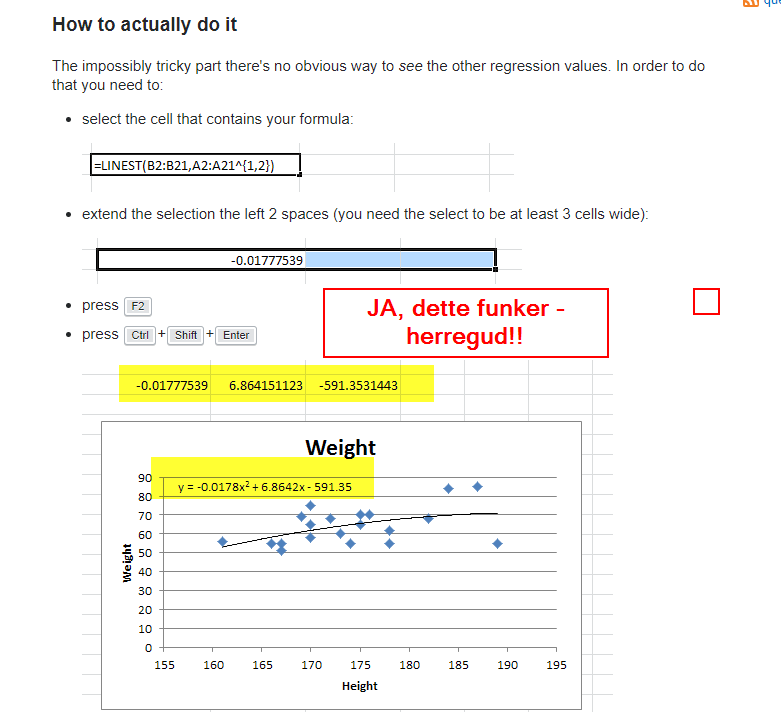 que
How to actually do it
The impossibly tricky part there's no obvious way to see the other regression values. In order to do
that you need to:
• select the cell that contains your formula:
=LINEST(B2:B21,A2:A21^{1,2})
• extend the selection the left 2 spaces (you need the select to be at least 3 cells wide):
-0.01777539
• press F2
• press Ctrl + Shift + Enter
JA, dette funker -
herregud!!
-0.01777539 6.864151123 -591.3531443
Weight
y = -0.0178x² + 6.8642x - 591.35
90
80
70
60
50
40
30
20
10
0
Weight
155 160 165 170 175 180 185 190 195
Height